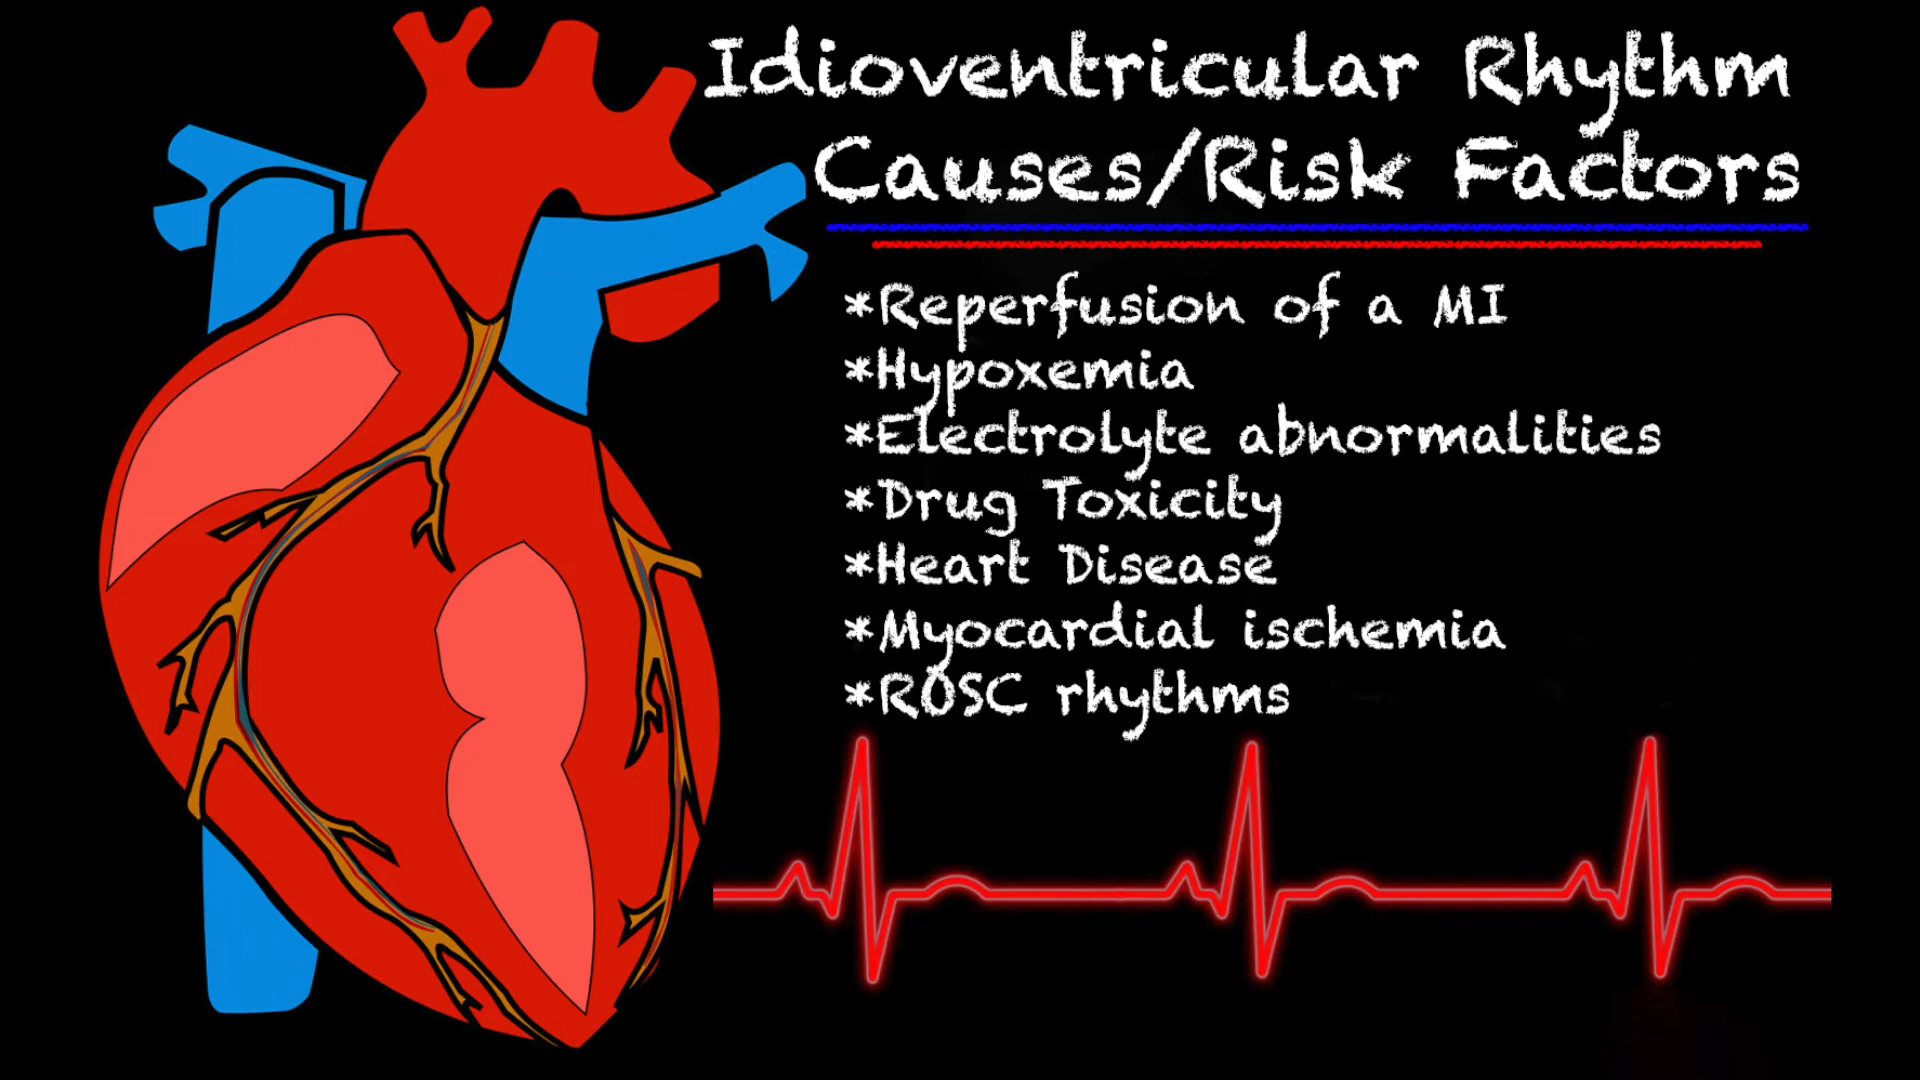 Idioventricular Rhythm
Causes/Risk Factors
*Reperfusion of a MI
*Hypoxemia
*Electrolyte abnormalities
*Drug Toxicity
*Heart Disease
*Myocardial ischemia
*ROSC rhythms